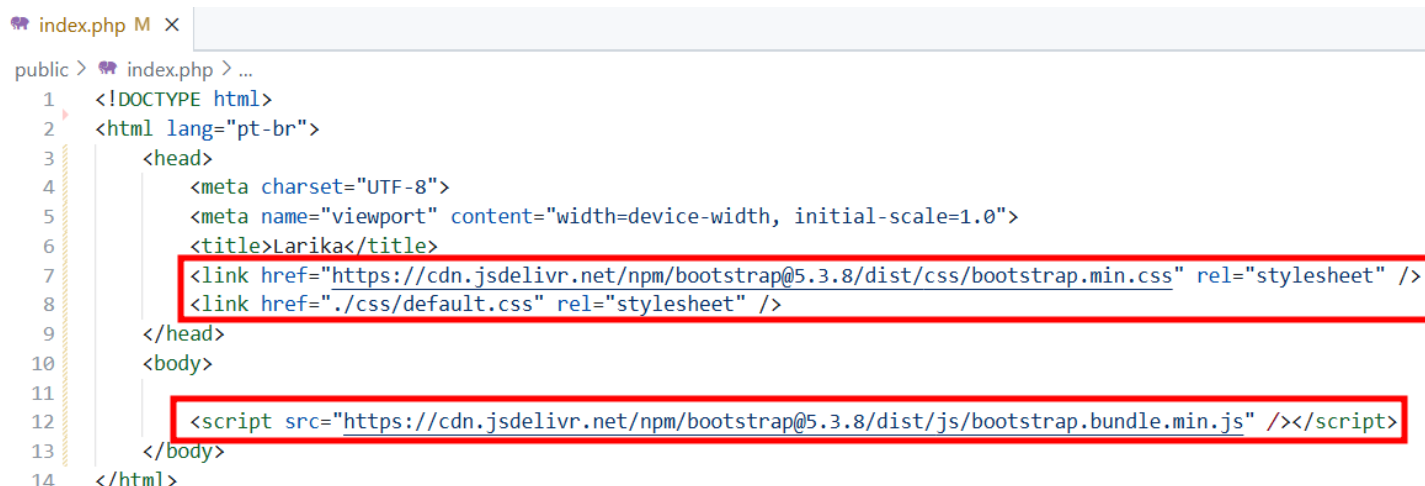 index.php M ×
public > index.php > ...
1 <!DOCTYPE html>
2 <html lang="pt-br">
3 <head>
4 <meta charset="UTF-8">
5 <meta name="viewport" content="width=device-width, initial-scale=1.0">
6 <title>Larika</title>
7 <link href="https://cdn.jsdelivr.net/npm/bootstrap@5.3.8/dist/css/bootstrap.min.css" rel="stylesheet" />
8 <link href="./css/default.css" rel="stylesheet" />
9 </head>
10 <body>
11
12 <script src="https://cdn.jsdelivr.net/npm/bootstrap@5.3.8/dist/js/bootstrap.bundle.min.js" /></script>
13 </body>
14 </html>